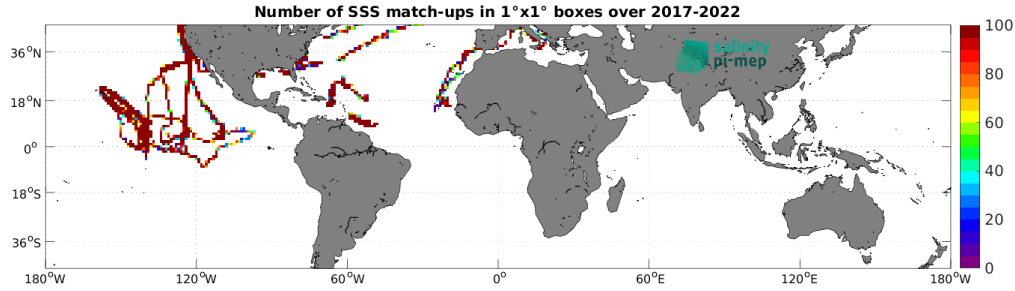 Number of SSS match-ups in 1°x1° boxes over 2017-2022
36°N
18°N
0°
18°S
36°S
180°W
120°W
60°W
0°
60°E
120°E
180°W
100
80
60
40
20
0
salinity
pi-mep